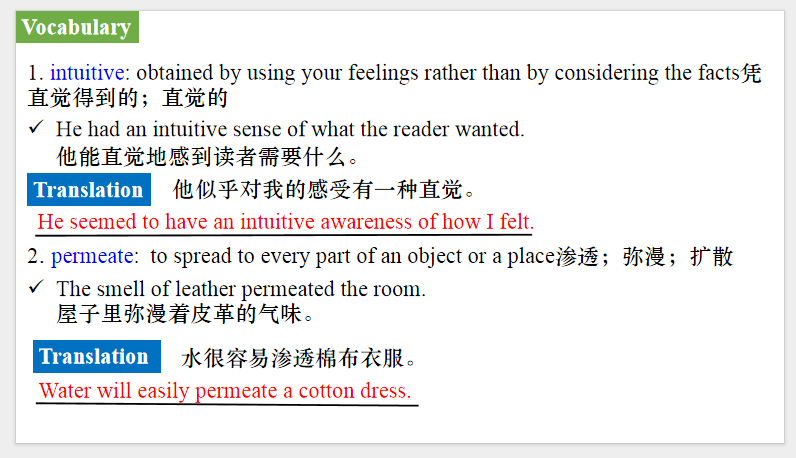 Vocabulary
1. intuitive: obtained by using your feelings rather than by considering the facts凭
直觉得到的；直觉的
✓ He had an intuitive sense of what the reader wanted.
他能直觉地感到读者需要什么。
Translation 他似乎对我的感受有一种直觉。
He seemed to have an intuitive awareness of how I felt.
2. permeate: to spread to every part of an object or a place渗透；弥漫；扩散
✓ The smell of leather permeated the room.
屋子里弥漫着皮革的气味。
Translation 水很容易渗透棉布衣服。
Water will easily permeate a cotton dress.